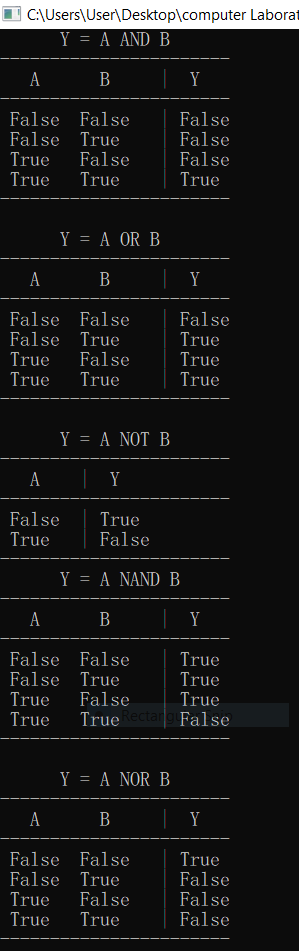 C:\Users\User\Desktop\computer Laborat
Y = A AND B
-----------------------
A B | Y
-----------------------
False False | False
False True | False
True False | False
True True | True
-----------------------
Y = A OR B
-----------------------
A B | Y
-----------------------
False False | False
False True | True
True False | True
True True | True
-----------------------
Y = A NOT B
-----------------------
A | Y
-----------------------
False | True
True | False
-----------------------
Y = A NAND B
-----------------------
A B | Y
-----------------------
False False | True
False True | True
True False | True
True True | False
-----------------------
Y = A NOR B
-----------------------
A B | Y
-----------------------
False False | True
False True | False
True False | False
True True | False
-----------------------